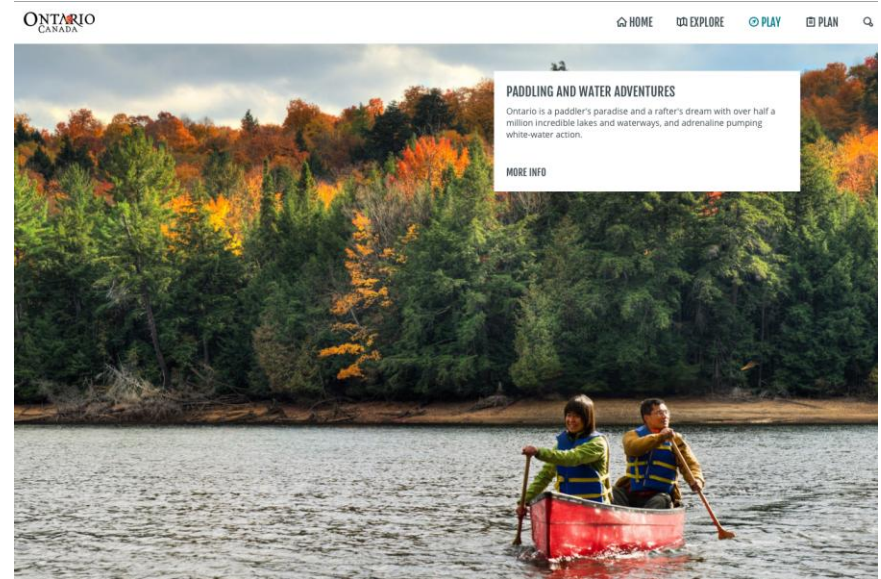 ONTARIO
CANADA
HOME EXPLORE PLAY PLAN
PADDLING AND WATER ADVENTURES
Ontario is a paddler's paradise and a rafter's dream with over half a
million incredible lakes and waterways, and adrenaline pumping
white-water action.
MORE INFO